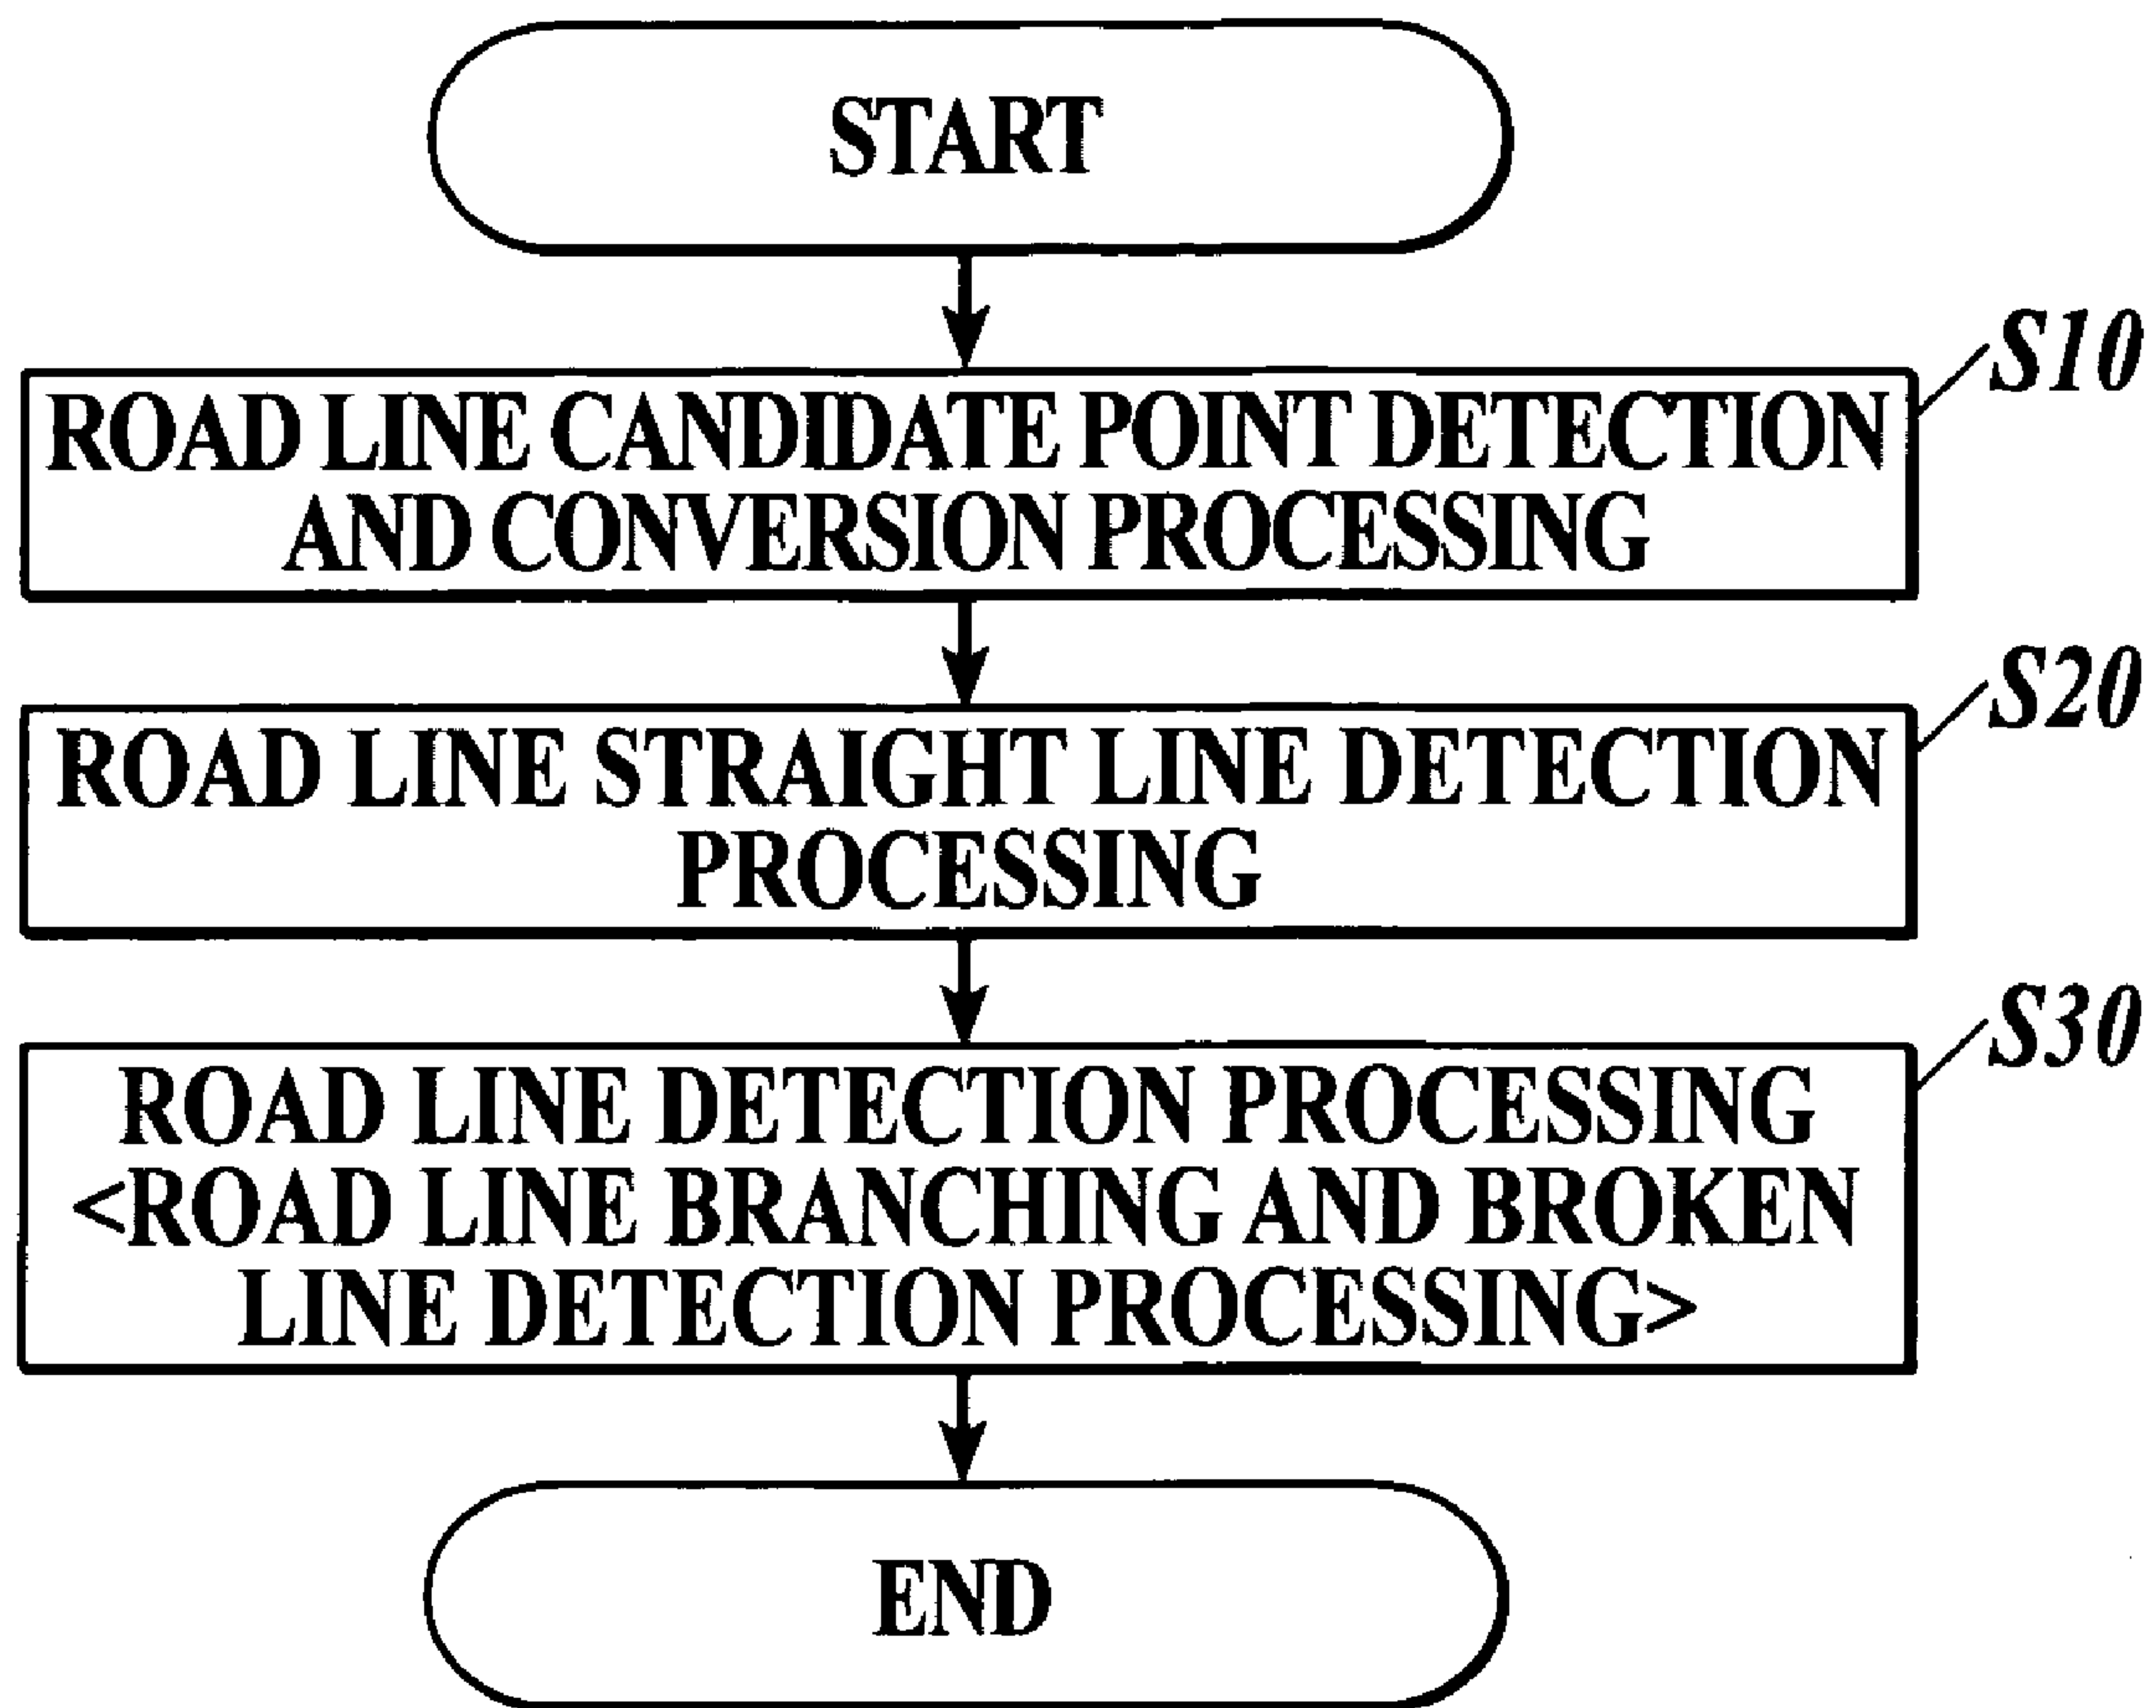 START
S10
ROAD LINE CANDIDATE POINT DETECTION
AND CONVERSION PROCESSING
S20
ROAD LINE STRAIGHT LINE DETECTION
PROCESSING
S30
ROAD LINE DETECTION PROCESSING
<ROAD LINE BRANCHING AND BROKEN
LINE DETECTION PROCESSING>
END